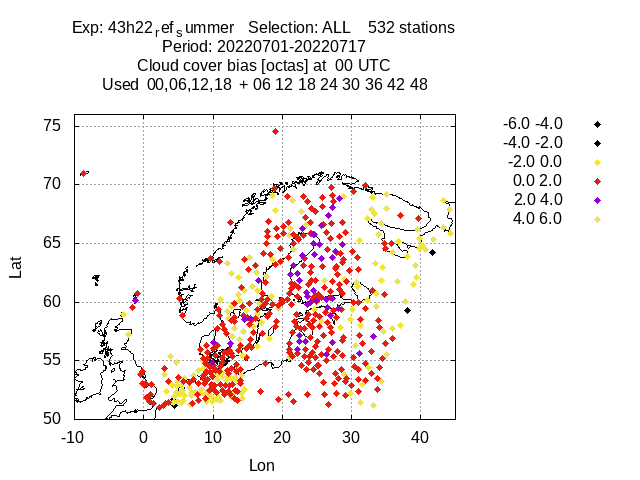 Exp: 43h22refsummer Selection: ALL 532 stations
Period: 20220701-20220717
Cloud cover bias [octas] at 00 UTC
Used 00,06,12,18 + 06 12 18 24 30 36 42 48
75
70
65
60
55
50
-10 0 10 20 30 40
Lat
Lon
-6.0 -4.0
-4.0 -2.0
-2.0 0.0
0.0 2.0
2.0 4.0
4.0 6.0